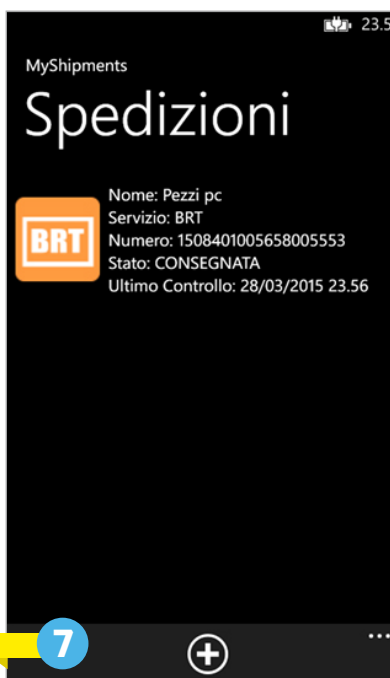 23.5
MyShipments
Spedizioni
BRT
Nome: Pezzi pc
Servizio: BRT
Numero: 1508401005658005553
Stato: CONSEGNATA
Ultimo Controllo: 28/03/2015 23.56
7